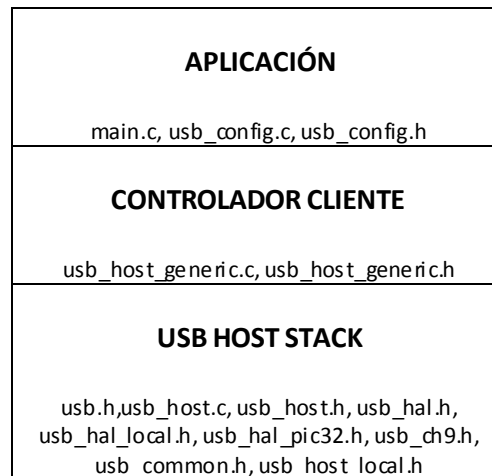 APLICACIÓN
main.c, usb_config.c, usb_config.h
CONTROLADOR CLIENTE
usb_host_generic.c, usb_host_generic.h
USB HOST STACK
usb.h,usb_host.c, usb_host.h, usb_hal.h,
usb_hal_local.h, usb_hal_pic32.h, usb_ch9.h,
usb_common.h, usb_host_local.h